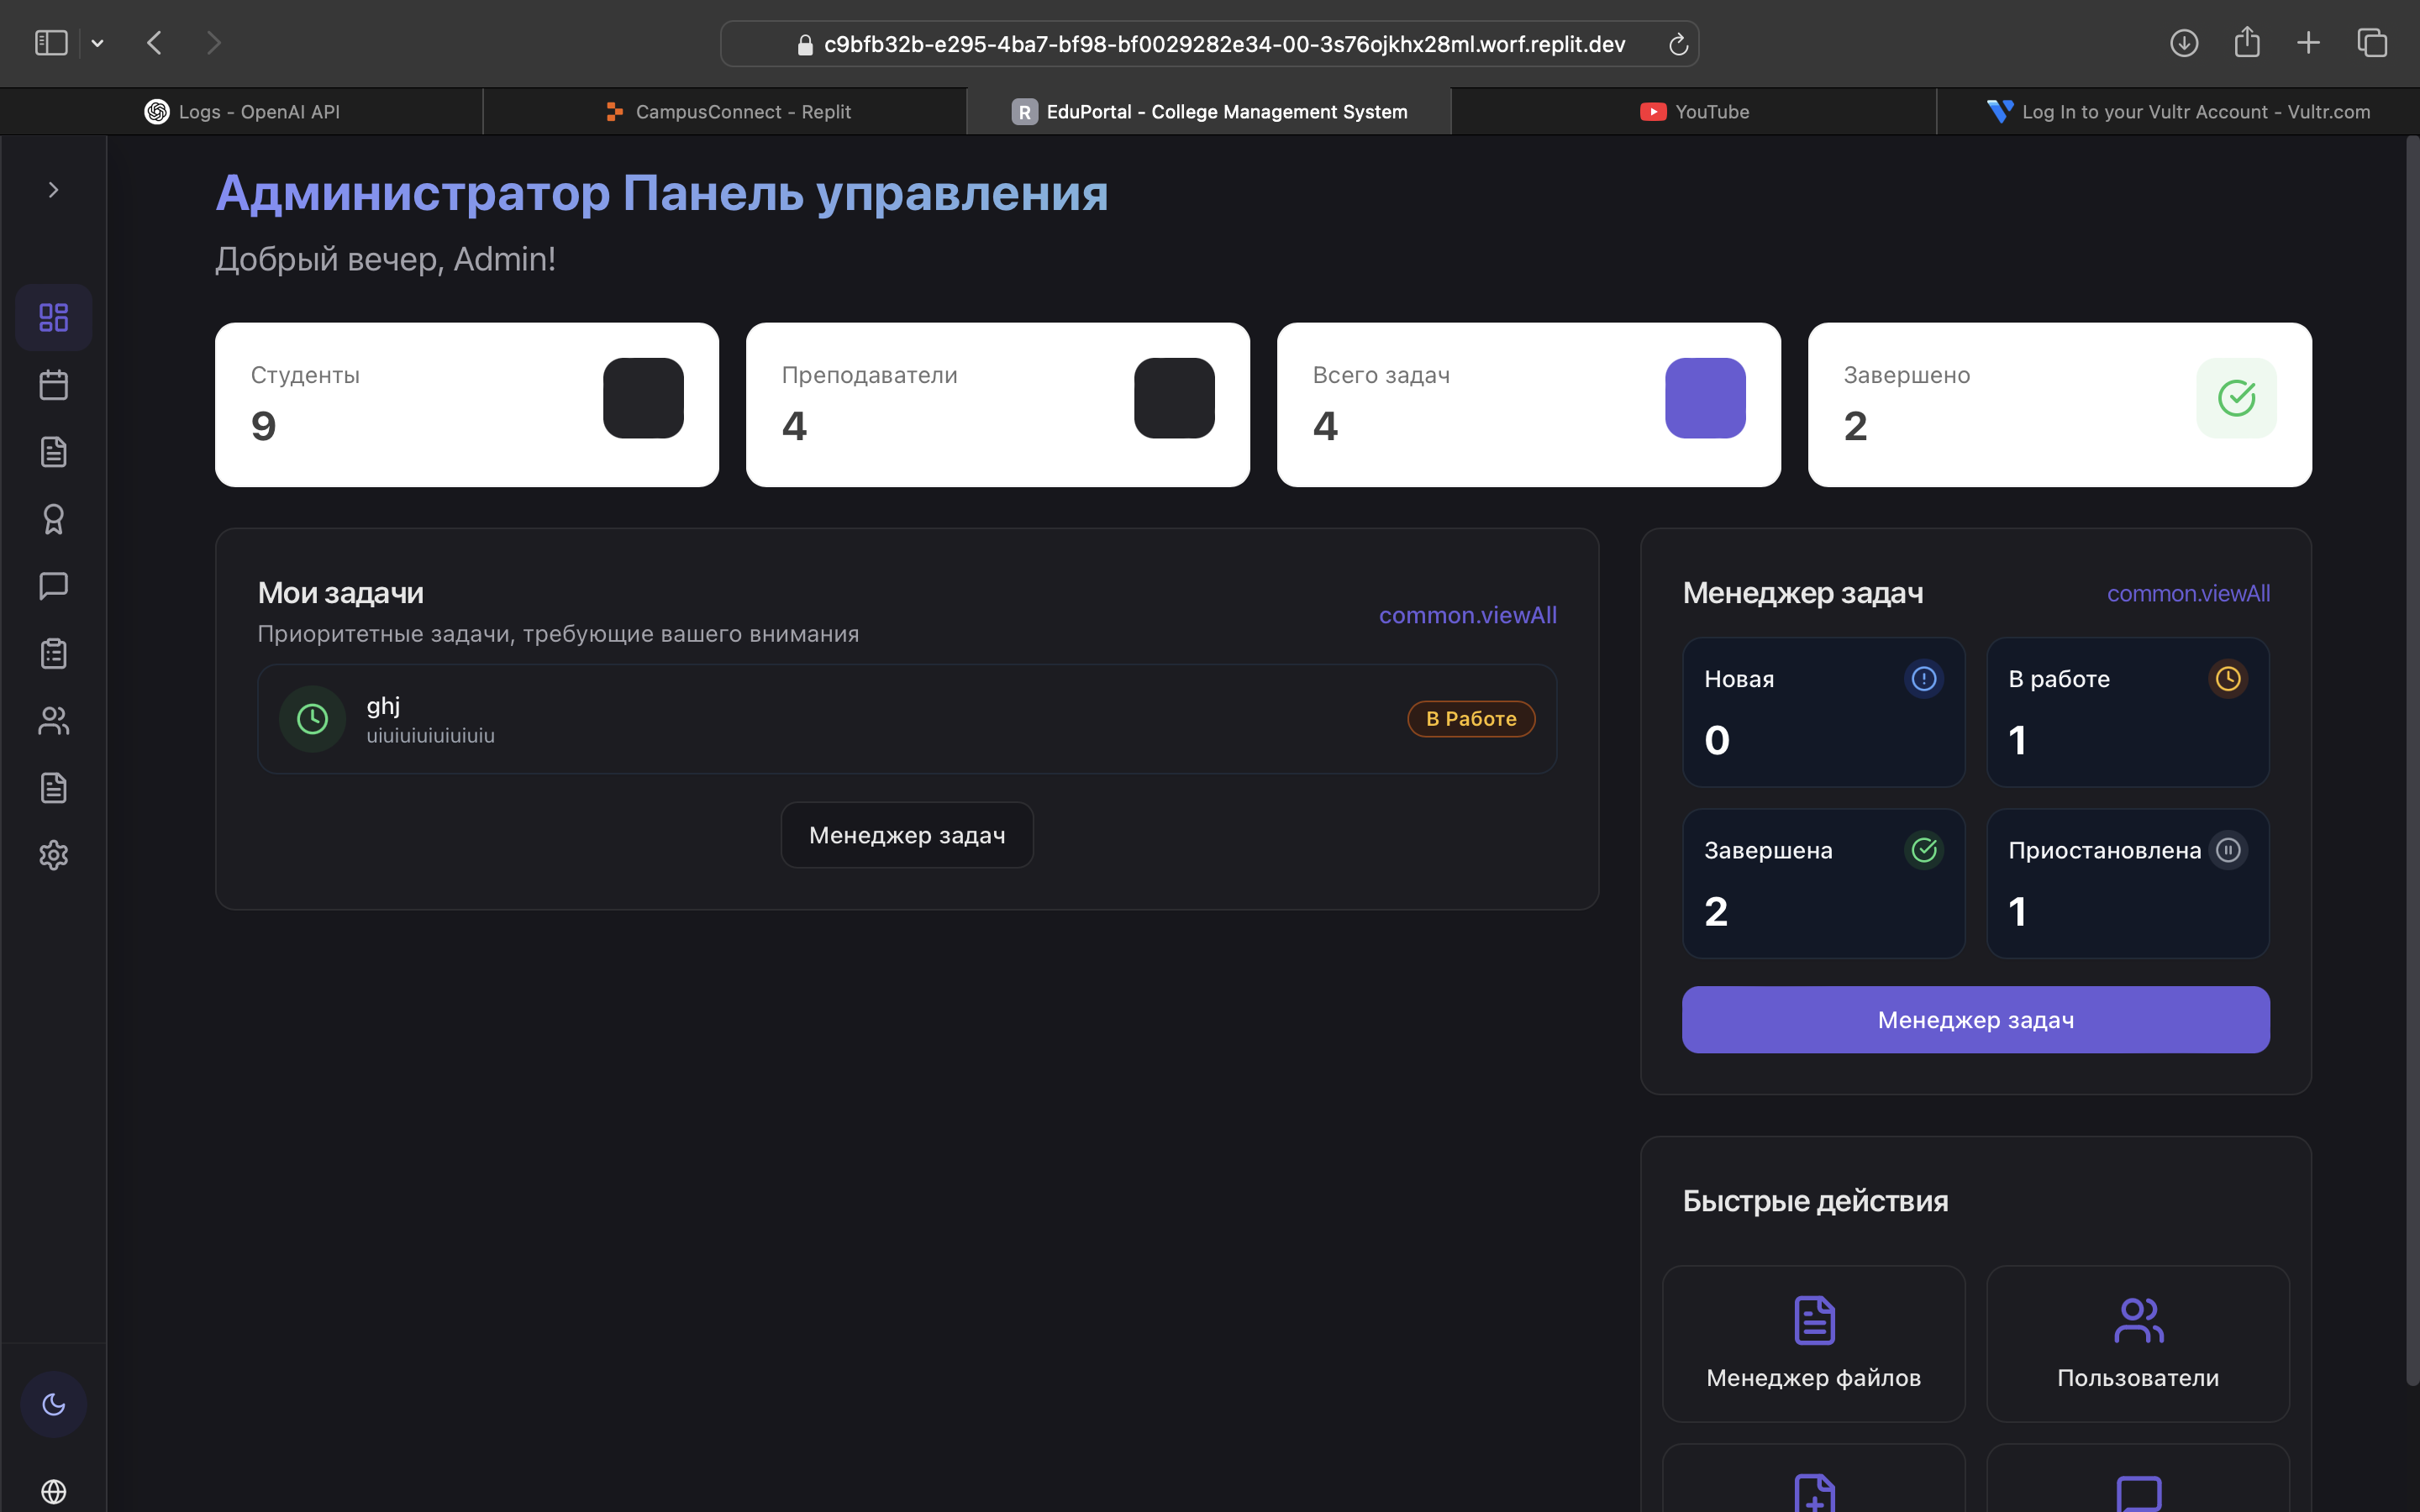 c9bfb32b-e295-4ba7-bf98-bf0029282e34-00-3s76ojkhx28ml.worf.replit.dev
Logs - OpenAI API
CampusConnect - Replit
R EduPortal - College Management System
YouTube
Log In to your Vultr Account - Vultr.com
Администратор Панель управления
Добрый вечер, Admin!
Студенты
9
Преподаватели
4
Всего задач
4
Завершено
2
Мои задачи
Приоритетные задачи, требующие вашего внимания
common.viewAll
ghj
uiuiuiuiuiuiuiu
В Работе
Менеджер задач
Менеджер задач
common.viewAll
Новая
0
В работе
1
Завершена
2
Приостановлена
1
Менеджер задач
Быстрые действия
Менеджер файлов
Пользователи